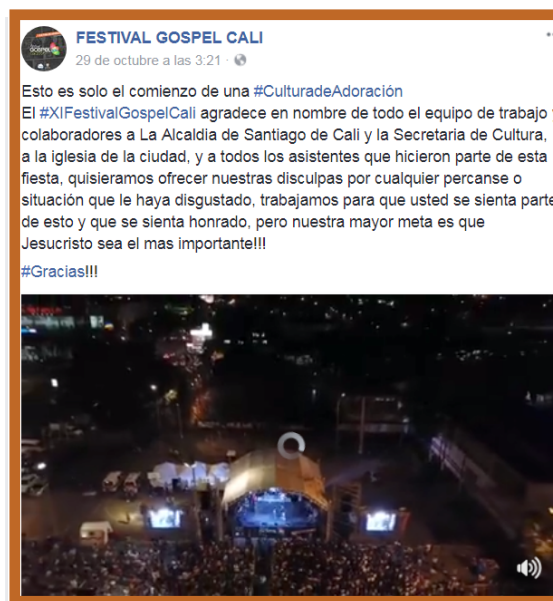 FESTIVAL GOSPEL CALI
29 de octubre a las 3:21 ·
Esto es solo el comienzo de una #CulturadeAdoración
El #XIFestivalGospelCali agradece en nombre de todo el equipo de trabajo
colaboradores a La Alcaldia de Santiago de Cali y la Secretaria de Cultura,
a la iglesia de la ciudad, y a todos los asistentes que hicieron parte de esta
fiesta, quisieramos ofrecer nuestras disculpas por cualquier percanse o
situación que le haya disgustado, trabajamos para que usted se sienta parte
de esto y que se sienta honrado, pero nuestra mayor meta es que
Jesucristo sea el mas importante!!!
#Gracias!!!